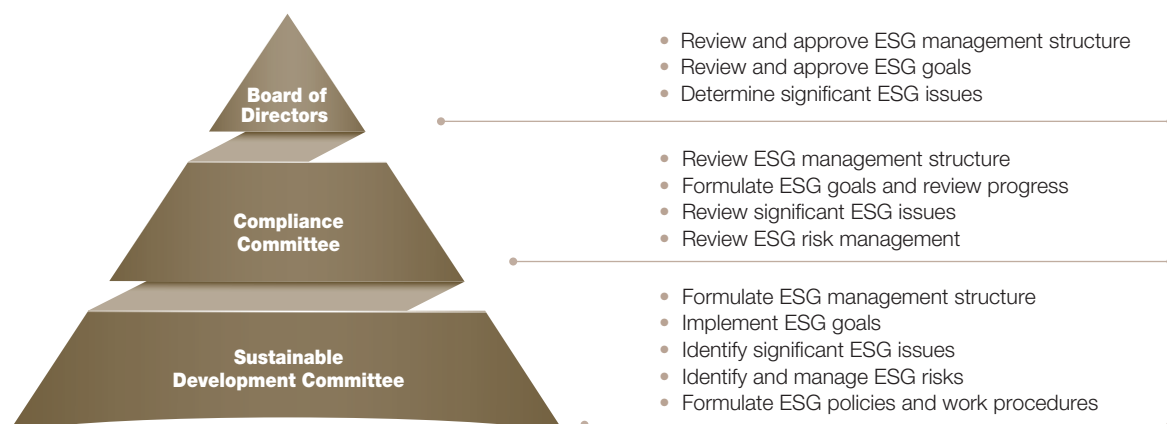 Board of
Directors
• Review and approve ESG management structure
• Review and approve ESG goals
• Determine significant ESG issues
Compliance
Committee
• Review ESG management structure
• Formulate ESG goals and review progress
• Review significant ESG issues
• Review ESG risk management
Sustainable
Development Committee
• Formulate ESG management structure
• Implement ESG goals
• Identify significant ESG issues
• Identify and manage ESG risks
• Formulate ESG policies and work procedures